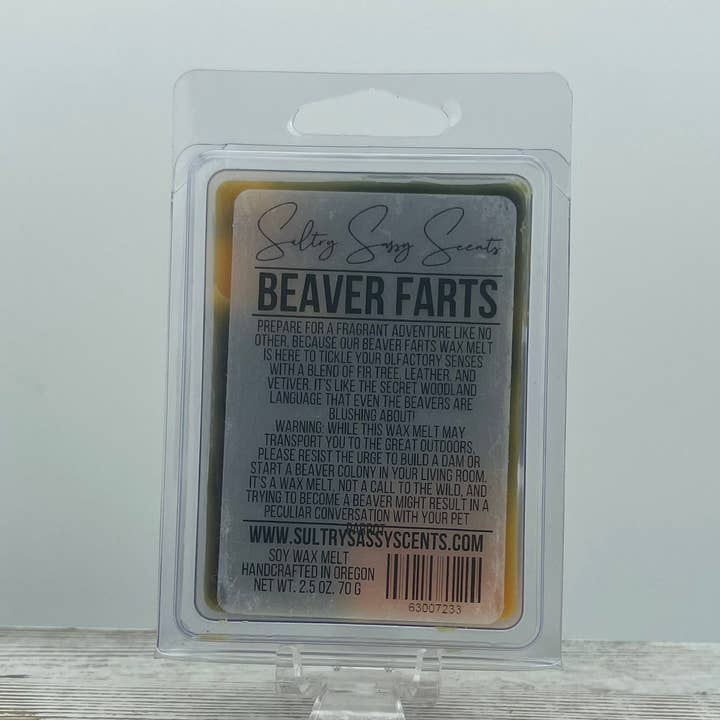 Sultry Sassy Scents
BEAVER FARTS
PREPARE FOR A FRAGRANT ADVENTURE LIKE NO
OTHER, BECAUSE OUR BEAVER FARTS WAX MELT
IS HERE TO TICKLE YOUR OLFACTORY SENSES
WITH A BLEND OF FIR TREE, LEATHER, AND
VETIVER. IT'S LIKE THE SECRET WOODLAND
LANGUAGE THAT EVEN THE BEAVERS ARE
BLUSHING ABOUT!
WARNING: WHILE THIS WAX MELT MAY
TRANSPORT YOU TO THE GREAT OUTDOORS,
PLEASE RESIST THE URGE TO BUILD A DAM OR
START A BEAVER COLONY IN YOUR LIVING ROOM.
IT'S A WAX MELT, NOT A CALL TO THE WILD, AND
TRYING TO BECOME A BEAVER MIGHT RESULT IN A
PECULIAR CONVERSATION WITH YOUR PET
PARROT.
WWW.SULTRYSASSYSCENTS.COM
SOY WAX MELT
HANDCRAFTED IN OREGON
NET WT. 2.5 OZ. 70 G
63007233